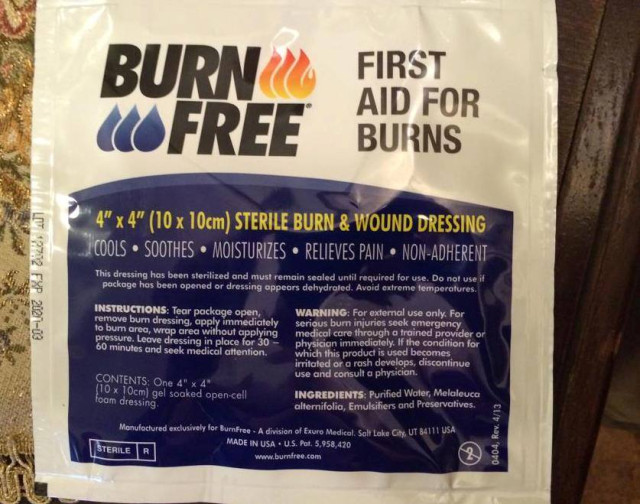 BURN
FREE®
FIRST
AID FOR
BURNS
4" x 4" (10 x 10cm) STERILE BURN & WOUND DRESSING
COOLS • SOOTHES • MOISTURIZES • RELIEVES PAIN • NON-ADHERENT
This dressing has been sterilized and must remain sealed until required for use. Do not use if
package has been opened or dressing appears dehydrated. Avoid extreme temperatures.
INSTRUCTIONS: Tear package open,
remove burn dressing, apply immediately
to burn area, wrap area without applying
pressure. Leave dressing in place for 30 –
60 minutes and seek medical attention.
CONTENTS: One 4" x 4"
(10 x 10cm) gel soaked open-cell
foam dressing.
WARNING: For external use only. For
serious burn injuries seek emergency
medical care through a trained provider or
physician immediately. If the condition for
which this product is used becomes
irritated or a rash develops, discontinue
use and consult a physician.
INGREDIENTS: Purified Water, Melaleuca
alternifolia, Emulsifiers and Preservatives.
Manufactured exclusively for BurnFree - A division of Exuro Medical. Salt Lake City, UT 84111 USA
MADE IN USA • U.S. Pat. 5,958,420
www.burnfree.com
STERILE R
2
0404, Rev. 4/13
LOT EXP 2021-03